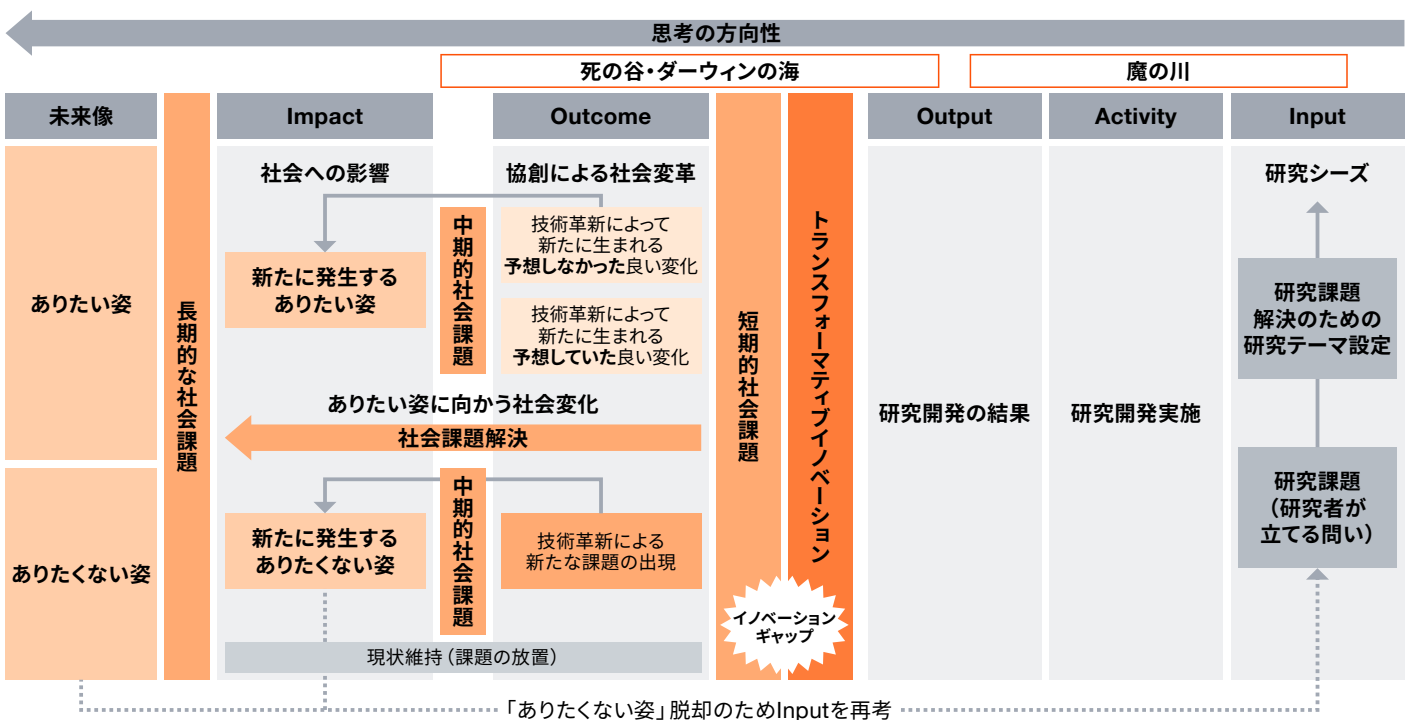 思考の方向性
死の谷・ダーウィンの海
魔の川
未来像
Impact
Outcome
Output
Activity
Input
ありたい姿
ありたくない姿
長期的な社会課題
社会への影響
新たに発生する
ありたい姿
中期的社会課題
協創による社会変革
技術革新によって
新たに生まれる
予想しなかった良い変化
技術革新によって
新たに生まれる
予想していた良い変化
ありたい姿に向かう社会変化
社会課題解決
新たに発生する
ありたくない姿
中期的社会課題
技術革新による
新たな課題の出現
現状維持（課題の放置）
短期的社会課題
トランスフォーマティブイノベーション
イノベーション
ギャップ
研究開発の結果
研究開発実施
研究シーズ
研究課題
解決のための
研究テーマ設定
研究課題
（研究者が
立てる問い）
「ありたくない姿」脱却のためInputを再考